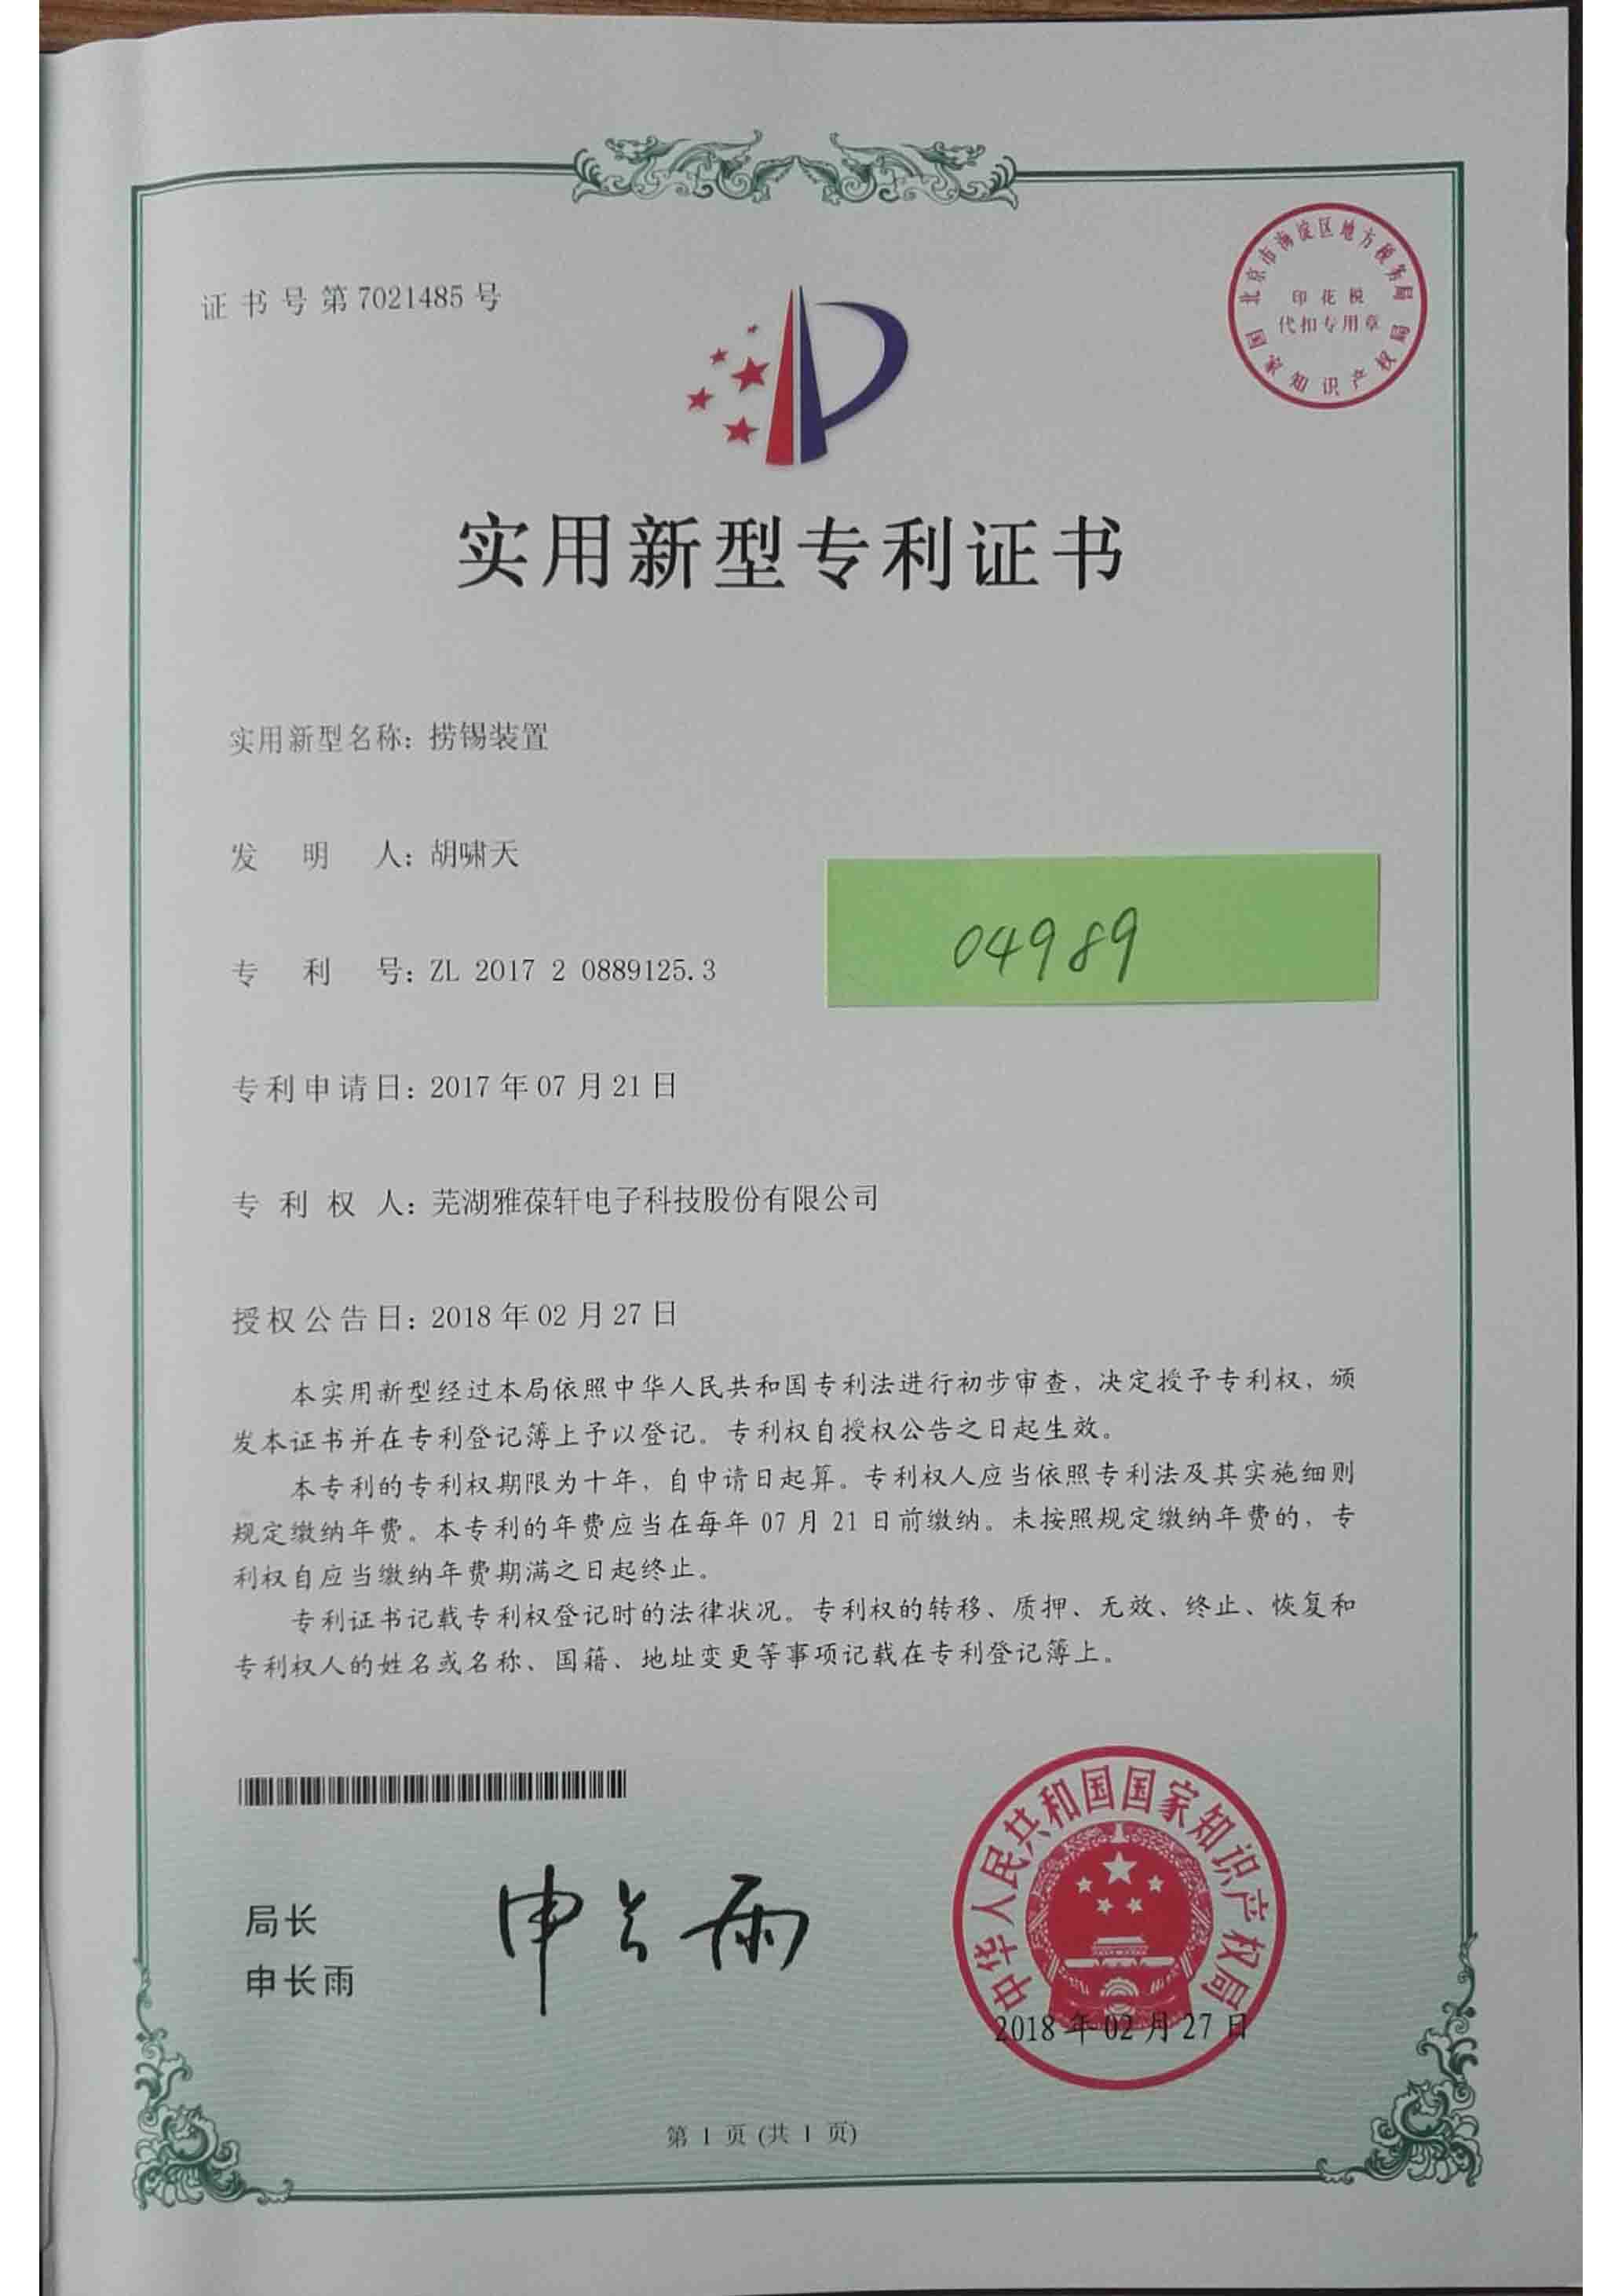 证书号第7021485号
北京市海淀区地方税务局
印花税
代扣专用章
国家知识产权局
实用新型专利证书
实用新型名称：捞锡装置
发明人：胡啸天
04989
专利号：ZL 2017 2 0889125.3
专利申请日：2017年07月21日
专利权人：芜湖雅葆轩电子科技股份有限公司
授权公告日：2018年02月27日
本实用新型经过本局依照中华人民共和国专利法进行初步审查，决定授予专利权，颁
发本证书并在专利登记簿上予以登记。专利权自授权公告之日起生效。
本专利的专利权期限为十年，自申请日起算。专利权人应当依照专利法及其实施细则
规定缴纳年费。本专利的年费应当在每年07月21日前缴纳。未按照规定缴纳年费的，专
利权自应当缴纳年费期满之日起终止。
专利证书记载专利权登记时的法律状况。专利权的转移、质押、无效、终止、恢复和
专利权人的姓名或名称、国籍、地址变更等事项记载在专利登记簿上。
局长
申长雨
申长雨
中华人民共和国国家知识产权局
2018年02月27日
第1页(共1页)